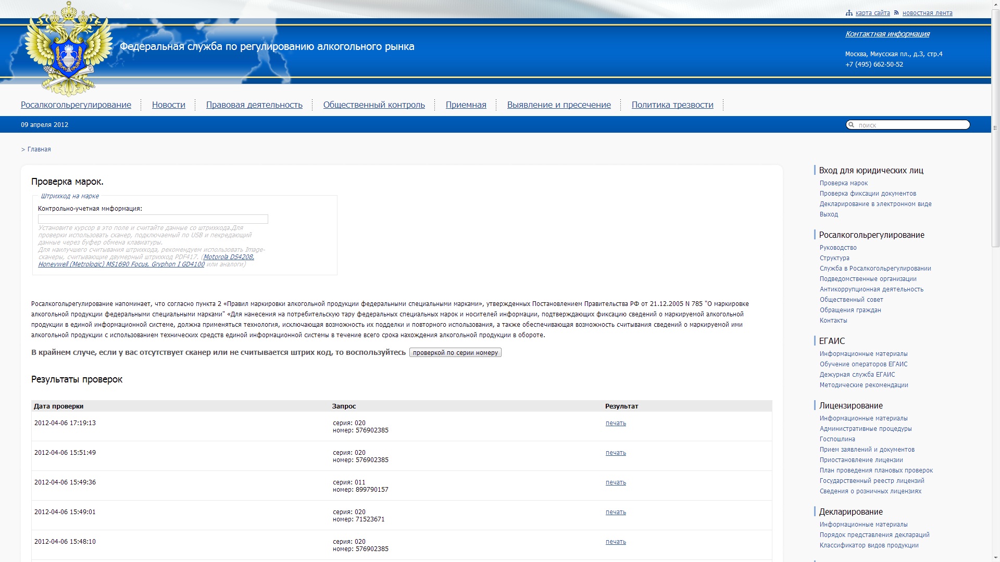 карта сайта новостная лента
Контактная информация
Федеральная служба по регулированию алкогольного рынка
Москва, Миусская пл., д.3, стр.4
+7 (495) 662-50-52
Росалкогольрегулирование Новости Правовая деятельность Общественный контроль Приемная Выявление и пресечение Политика трезвости
09 апреля 2012
поиск
> Главная
Проверка марок.
Штрихкод на марке
Контрольно-учетная мнформация:
Установите курсор в это поле и считайте данные со штрихкода.Для
проверки использовать сканер, подключаемый по USB и пекредающий
данные через буфер обмена клавиатуры.
Для наилучшего считывания штрихкода, рекомендуем использовать Image-
сканеры, считывающие двумерный штрихкод PDF417. (Motorola DS4208,
Honeywell (Metrologic) MS1690 Focus, Gryphon I GD4100 или аналоги)
Росалкогольрегулирование напоминает, что согласно пункта 2 «Правил маркировки алкогольной продукции федеральными специальными марками», утвержденных Постановлением Правительства РФ от 21.12.2005 N 785 "О маркировке
алкогольной продукции федеральными специальными марками" «Для нанесения на потребительскую тару федеральных специальных марок и носителей информации, подтверждающих фиксацию сведений о маркируемой алкогольной
продукции в единой информационной системе, должна применяться технология, исключающая возможность их подделки и повторного использования, а также обеспечивающая возможность считывания сведений о маркируемой ими
алкогольной продукции с использованием технических средств единой информационной системы в течение всего срока нахождения алкогольной продукции в обороте.
В крайнем случе, если у вас отсутствует сканер или не считывается штрих код, то воспользуйтесь проверкой по серии номеру
Результаты проверок
Дата проверки Запрос Результат
2012-04-06 17:19:13 серия: 020 печать
номер: 576902385
2012-04-06 15:51:49 серия: 020 печать
номер: 576902385
2012-04-06 15:49:36 серия: 011 печать
номер: 899790157
2012-04-06 15:49:01 серия: 020 печать
номер: 71523671
2012-04-06 15:48:10 серия: 020 печать
номер: 576902385
Вход для юридических лиц
Проверка марок
Проверка фиксации документов
Декларирование в электронном виде
Выход
Росалкогольрегулирование
Руководство
Структура
Служба в Росалкогольрегулировании
Подведомственные организации
Антикоррупционная деятельность
Общественный совет
Обращения граждан
Контакты
ЕГАИС
Информационные материалы
Обучение операторов ЕГАИС
Дежурная служба ЕГАИС
Методические рекомендации
Лицензирование
Информационные материалы
Административные процедуры
Госпошлина
Прием заявлений и документов
Приостановление лицензии
План проведения плановых проверок
Государственный реестр лицензий
Сведения о розничных лицензиях
Декларирование
Информационные материалы
Порядок представления деклараций
Классификатор видов продукции